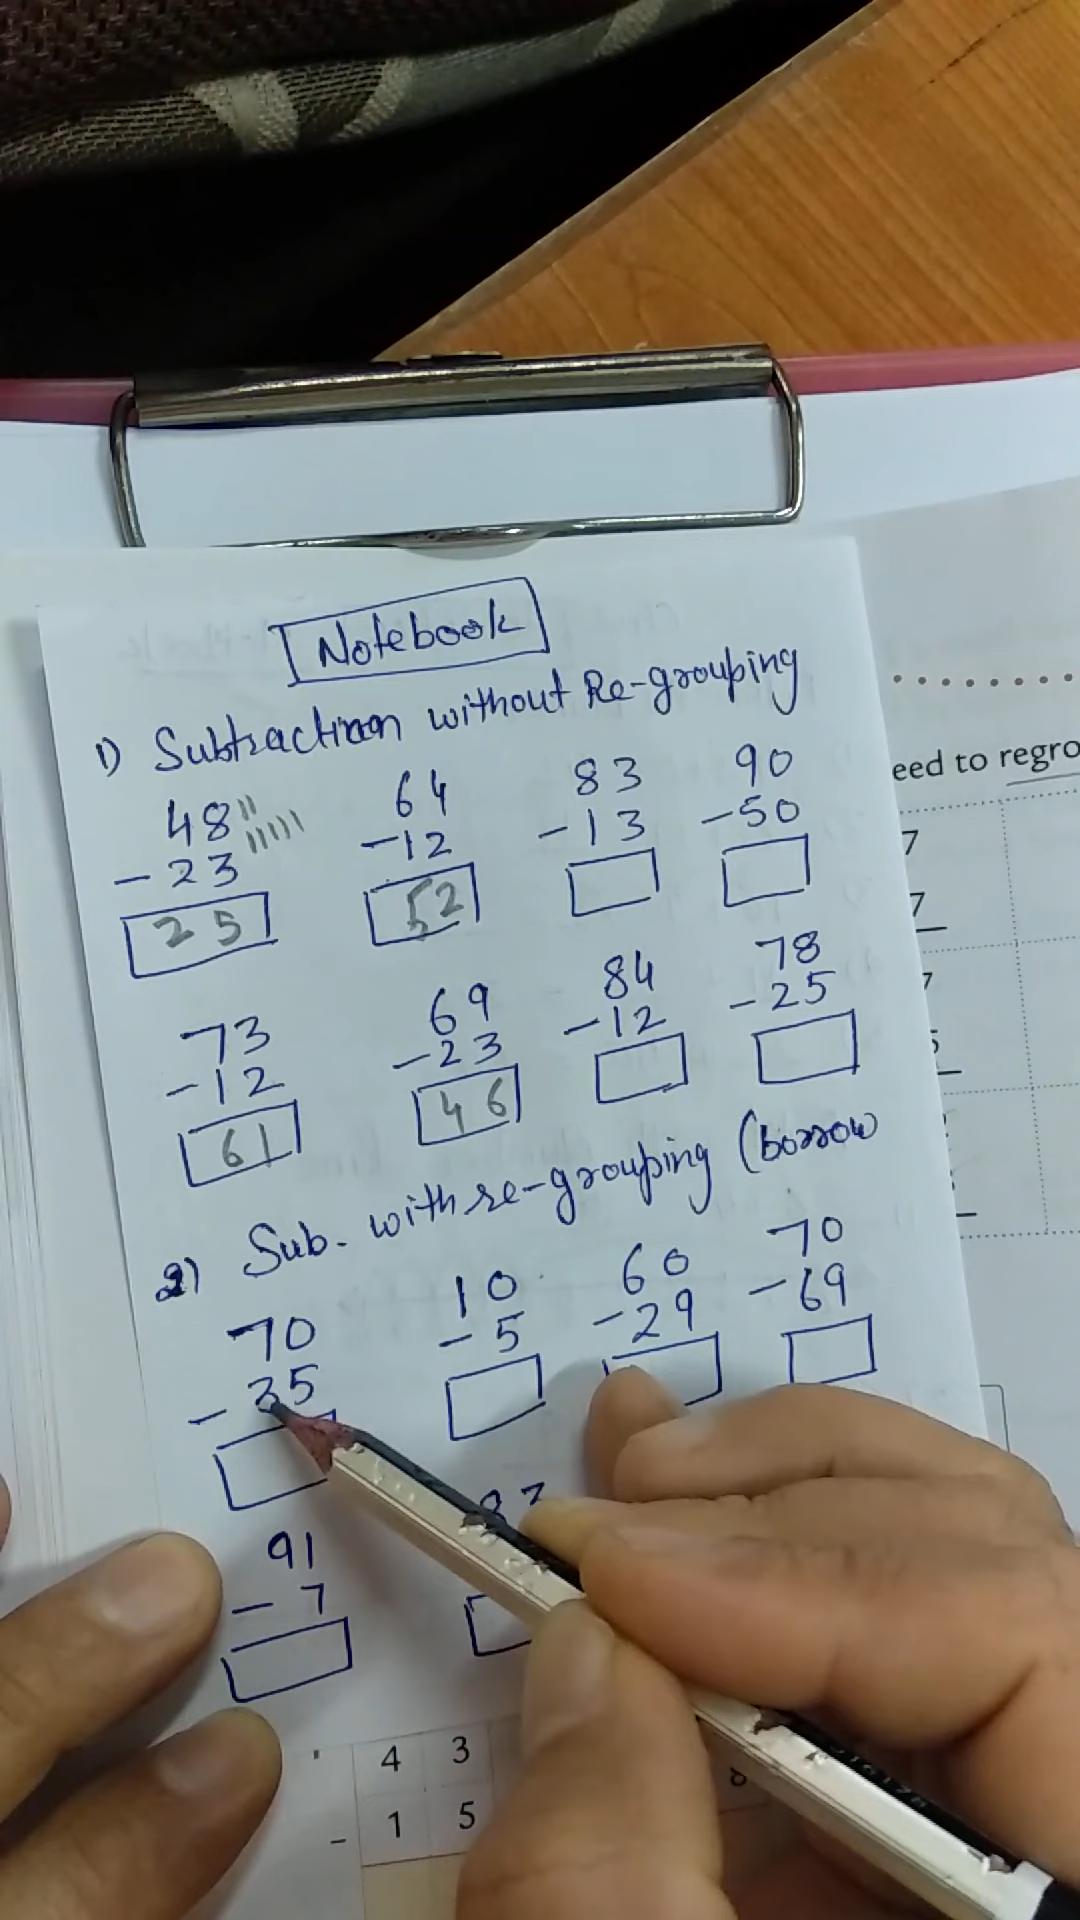 Notebook
1) Subtraction without Re-grouping
48 64 83 90
-23 -12 -13 -50
25 52
73 69 84 78
-12 -23 -12 -25
61 46
2) Sub. with re-grouping (borrow
70 10 60 70
-35 -5 -29 -69
91
-7
4 3
- 1 5
eed to regro
7
7